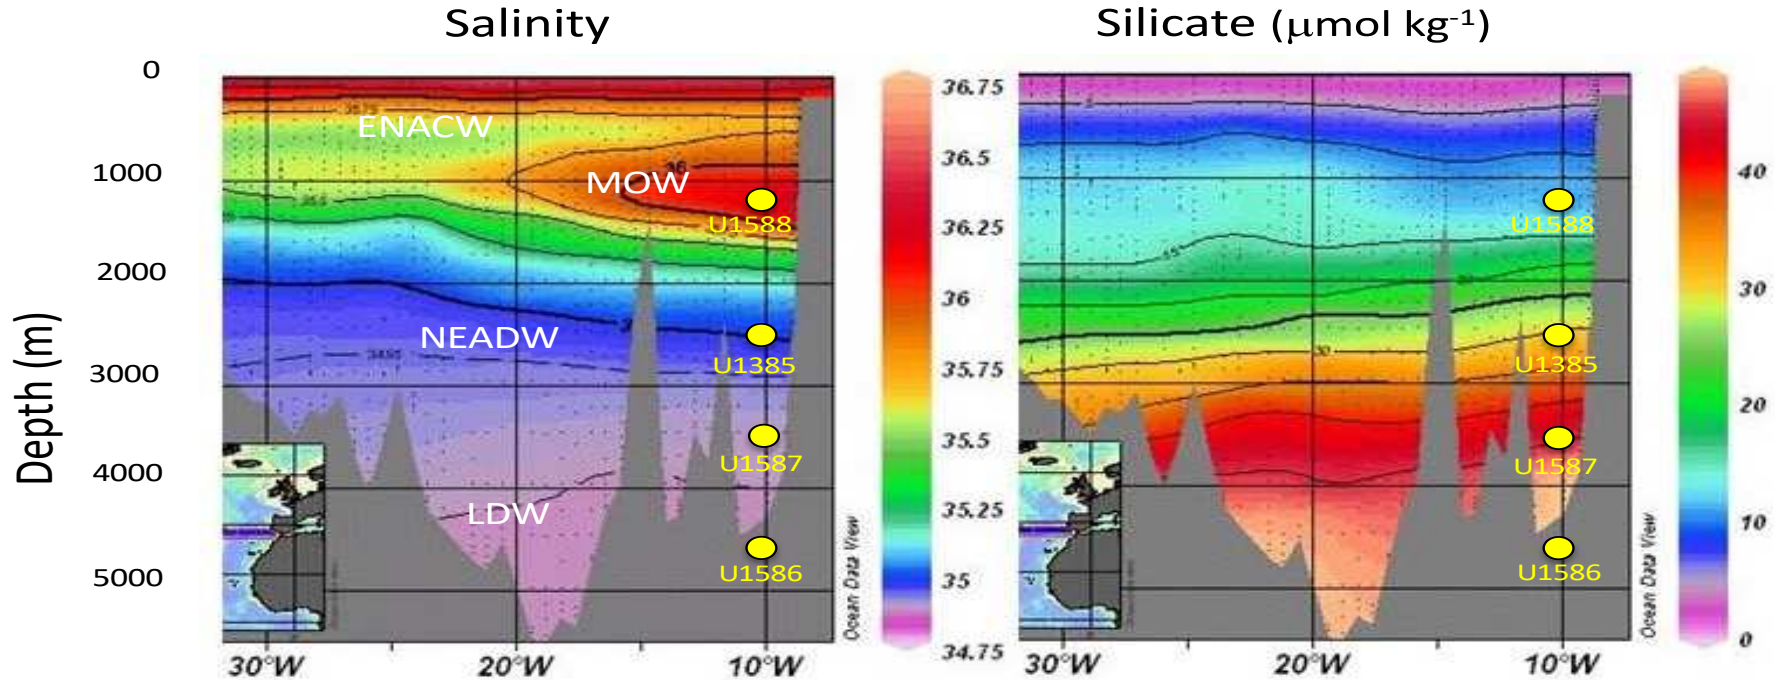 Salinity
Silicate (μmol kg-1)
Depth (m)
0
1000
2000
3000
4000
5000
ENACW
MOW
36
U1588
NEADW
3495
U1385
U1587
LDW
U1586
30°W
20°W
10°W
Ocean Data View
36.75
36.5
36.25
36
35.75
35.5
35.25
35
34.75
15
U1588
U1385
U1587
U1586
30°W
20°W
10°W
Ocean Data View
40
30
20
10
0